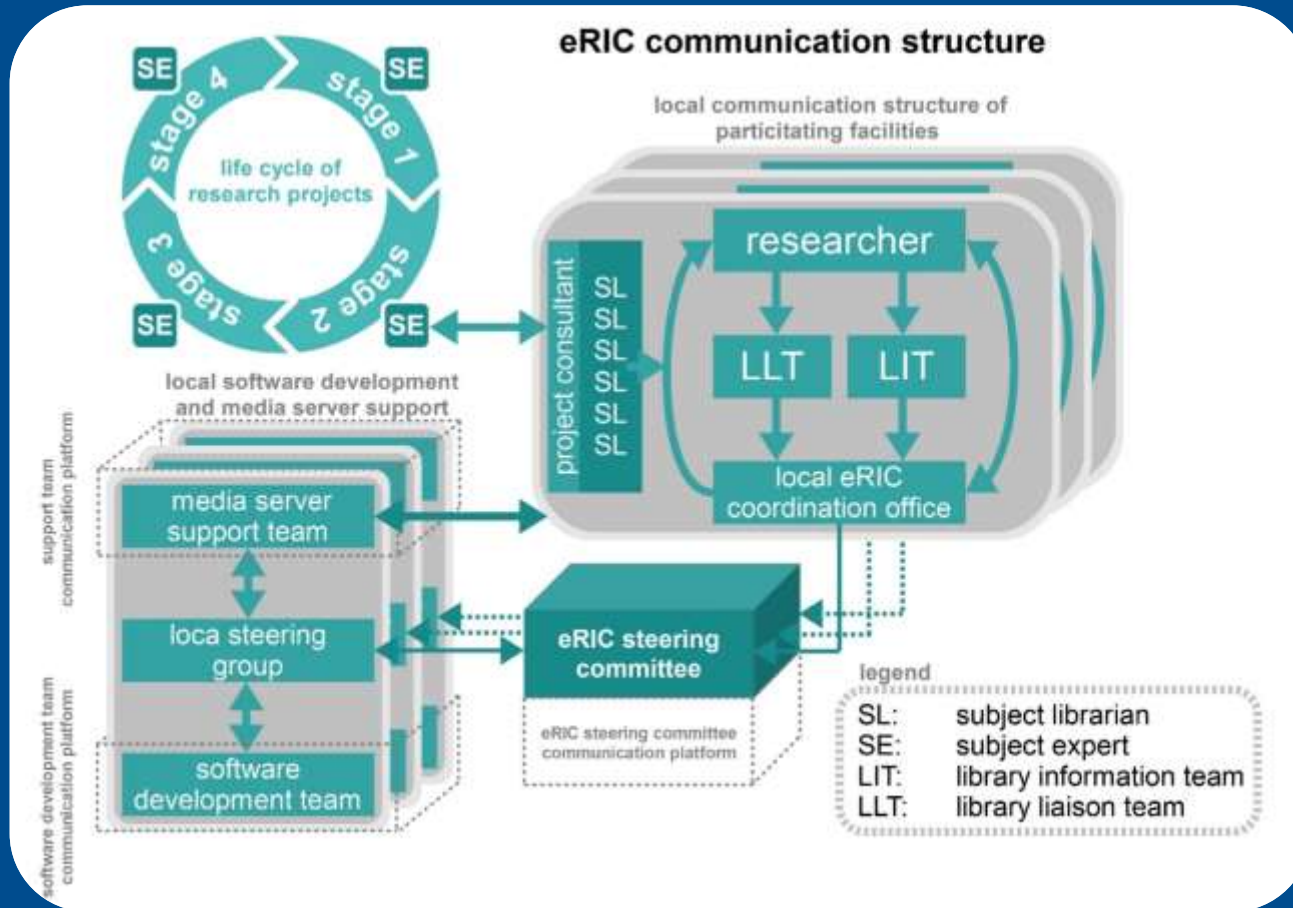 eRIC communication structure
SE
SE
stage 4
stage 1
life cycle of
research projects
stage 3
stage 2
SE
SE
local communication structure of
particitating facilities
project consultant
SL
SL
SL
SL
SL
SL
researcher
LLT
LIT
local eRIC
coordination office
local software development
and media server support
support team
communication platform
media server
support team
loca steering
group
software development team
communication platform
software
development team
eRIC steering
committee
eRIC steering committee
communication platform
legend
SL: subject librarian
SE: subject expert
LIT: library information team
LLT: library liaison team